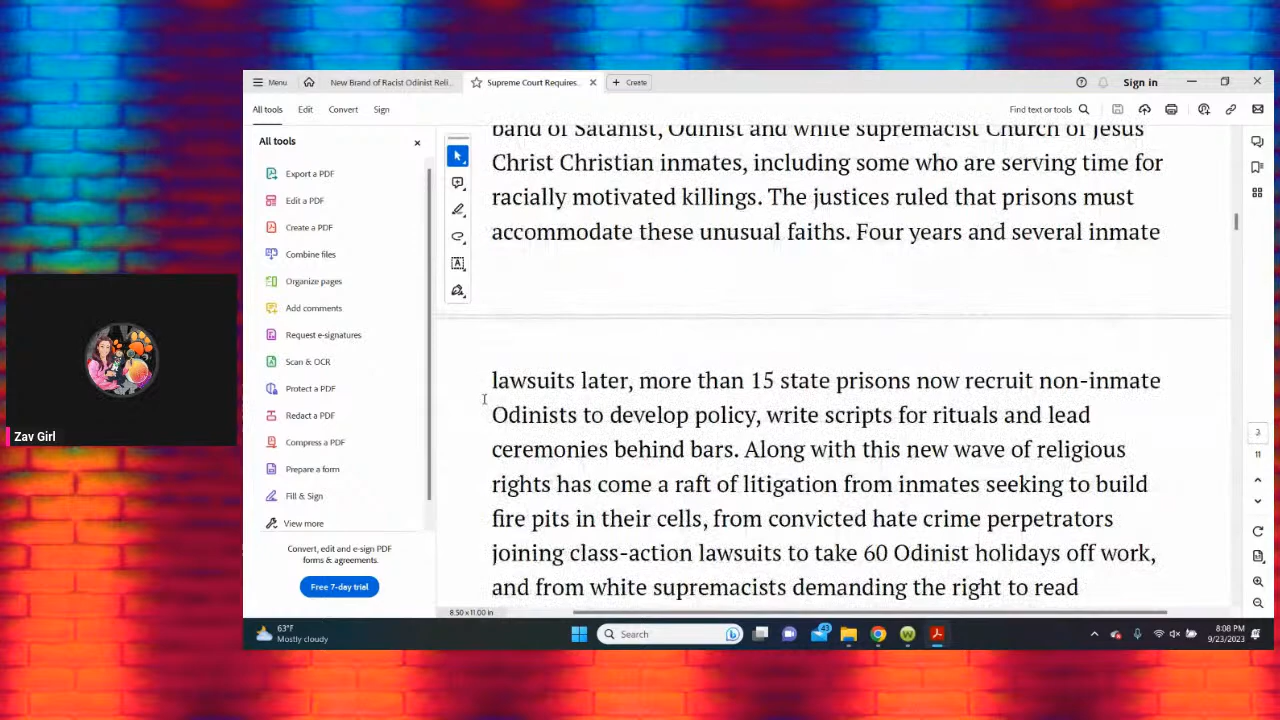 Menu
New Brand of Racist Odinist Reli...
Supreme Court Requires...
Create
Sign in
All tools
Edit
Convert
Sign
Find text or tools
All tools
Export a PDF
Edit a PDF
Create a PDF
Combine files
Organize pages
Add comments
Request e-signatures
Scan & OCR
Protect a PDF
Redact a PDF
Compress a PDF
Prepare a form
Fill & Sign
View more
Convert, edit and e-sign PDF
forms & agreements.
Free 7-day trial
band of Satanist, Odinist and white supremacist Church of Jesus
Christ Christian inmates, including some who are serving time for
racially motivated killings. The justices ruled that prisons must
accommodate these unusual faiths. Four years and several inmate
lawsuits later, more than 15 state prisons now recruit non-inmate
Odinists to develop policy, write scripts for rituals and lead
ceremonies behind bars. Along with this new wave of religious
rights has come a raft of litigation from inmates seeking to build
fire pits in their cells, from convicted hate crime perpetrators
joining class-action lawsuits to take 60 Odinist holidays off work,
and from white supremacists demanding the right to read
3
11
8.50 x 11.00 in
Zav Girl
63°F
Mostly cloudy
Search
43
8:08 PM
9/23/2023